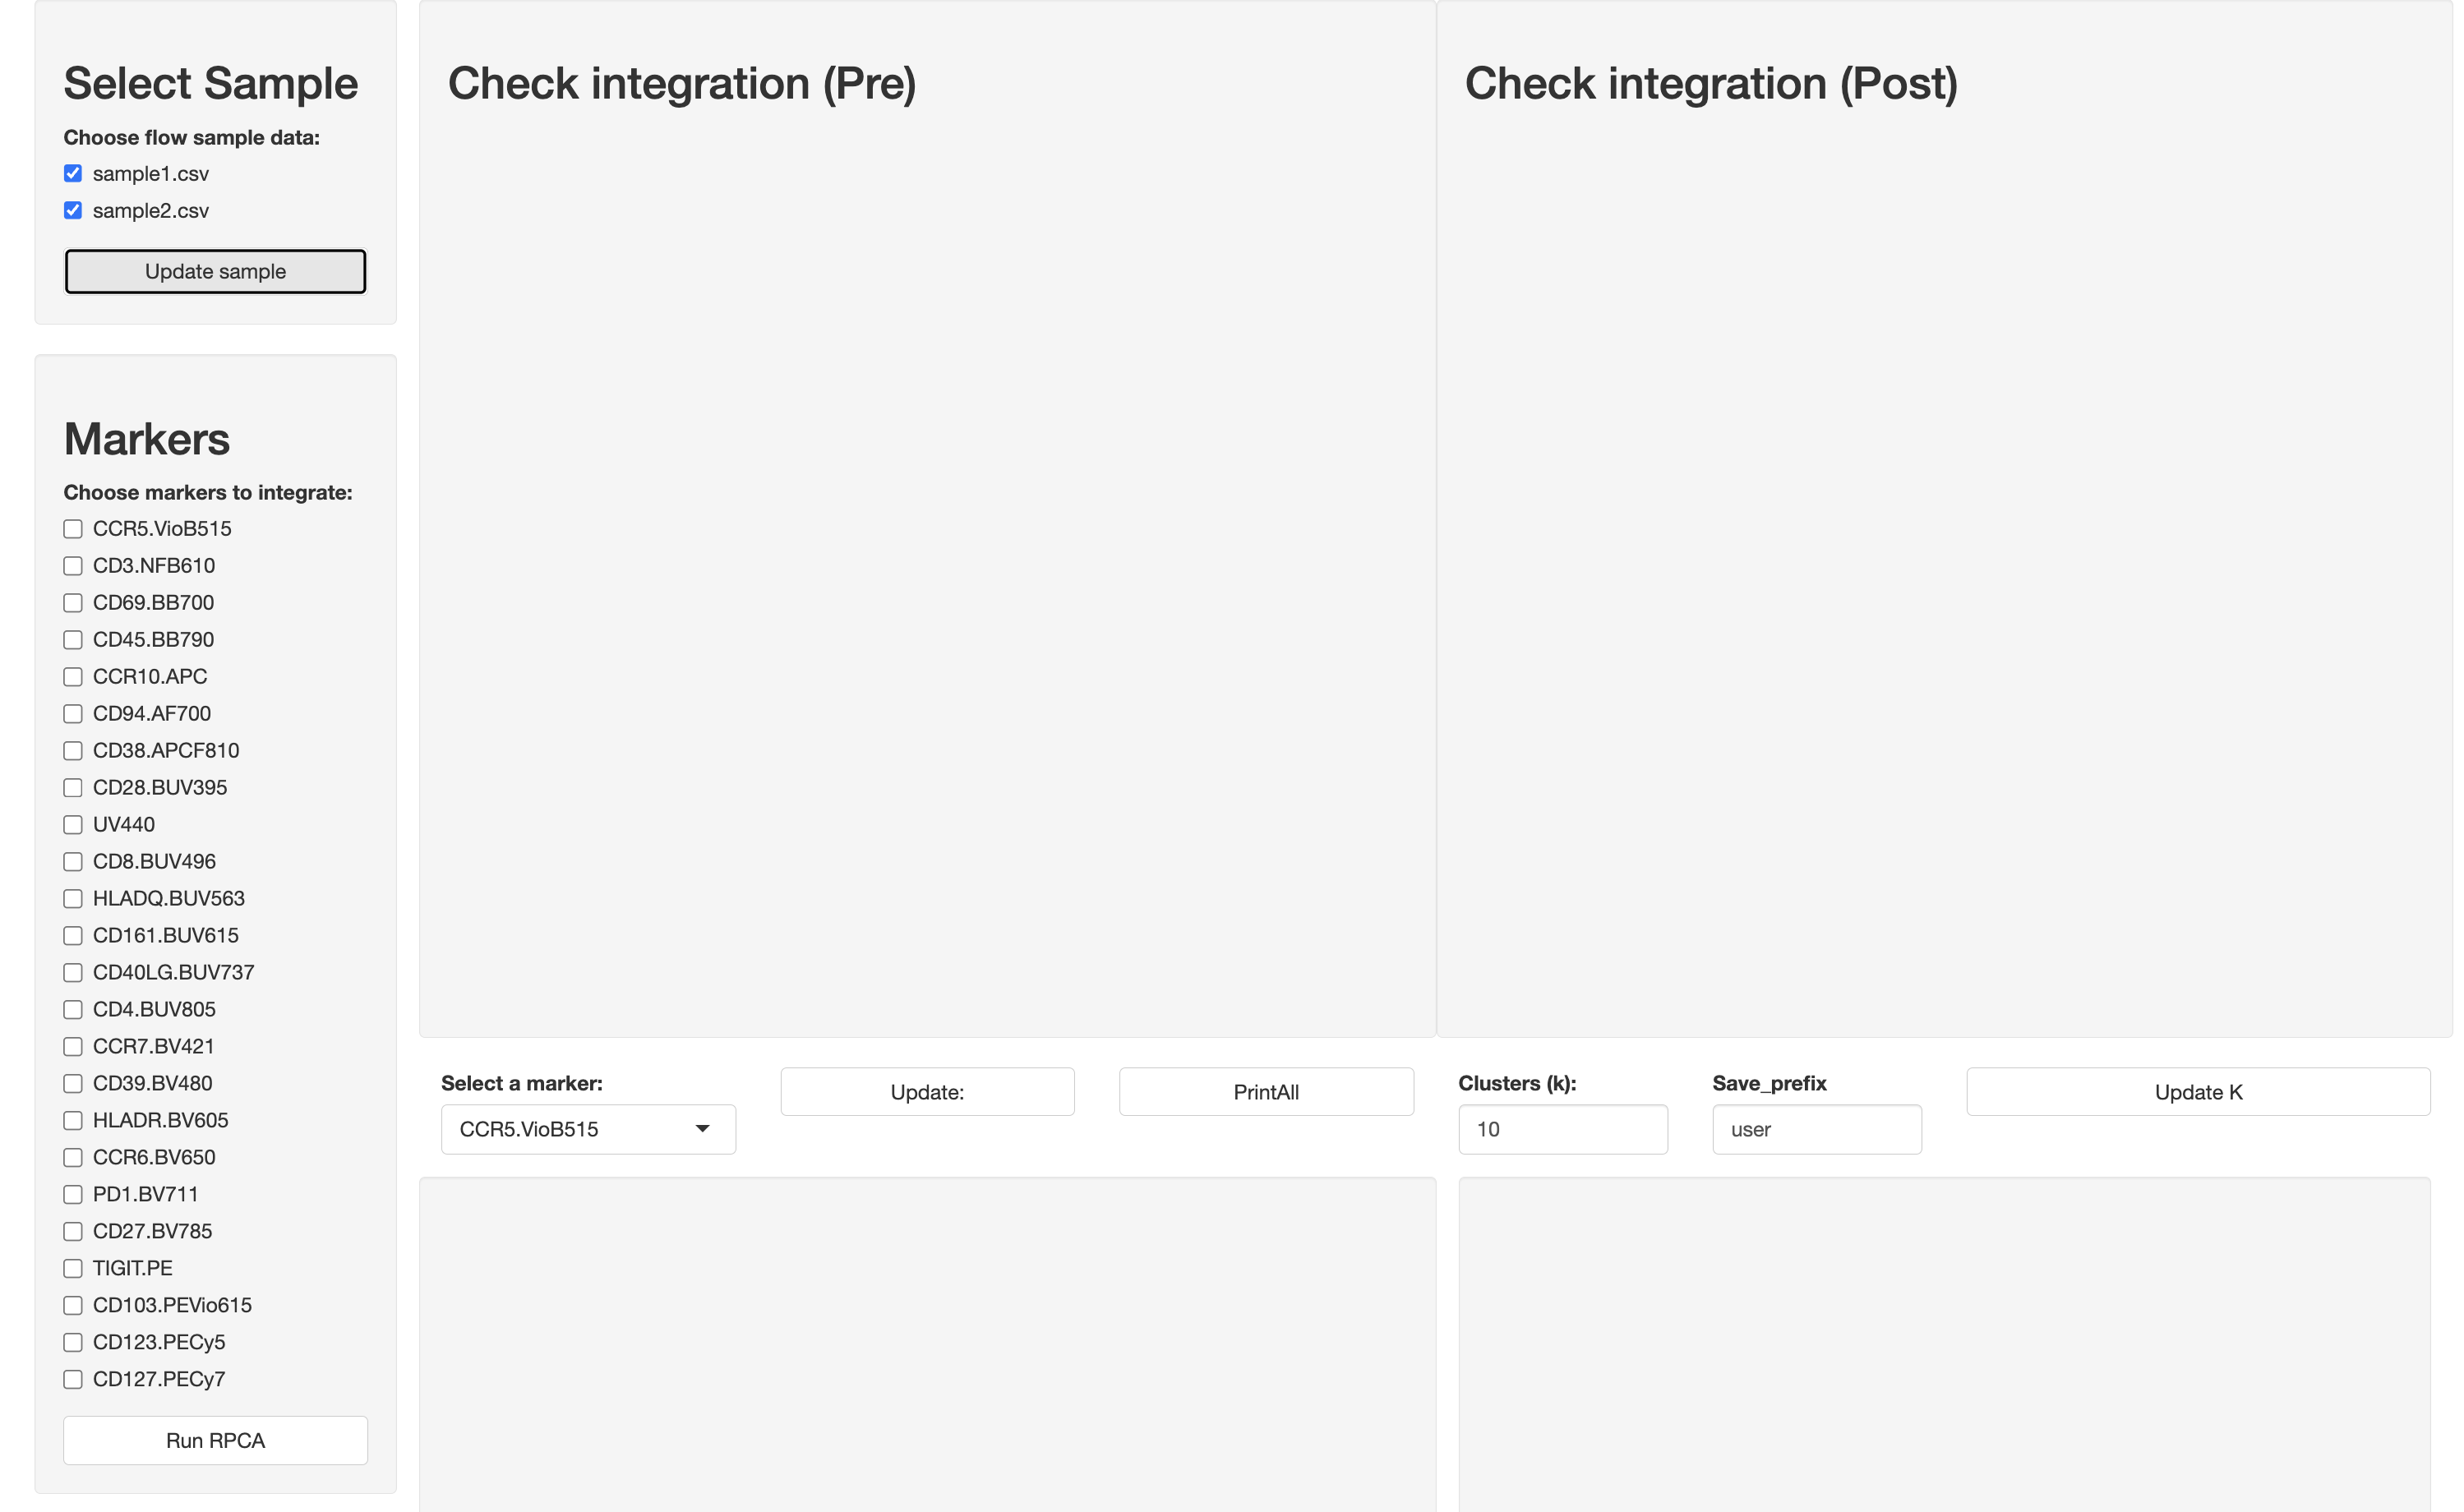 Select Sample
Choose flow sample data:
sample1.csv
sample2.csv
Update sample
Markers
Choose markers to integrate:
CCR5.VioB515
CD3.NFB610
CD69.BB700
CD45.BB790
CCR10.APC
CD94.AF700
CD38.APCF810
CD28.BUV395
UV440
CD8.BUV496
HLADQ.BUV563
CD161.BUV615
CD40LG.BUV737
CD4.BUV805
CCR7.BV421
CD39.BV480
HLADR.BV605
CCR6.BV650
PD1.BV711
CD27.BV785
TIGIT.PE
CD103.PEVio615
CD123.PECy5
CD127.PECy7
Run RPCA
Check integration (Pre)
Check integration (Post)
Select a marker:
CCR5.VioB515
Update:
PrintAll
Clusters (k):
10
Save_prefix
user
Update K